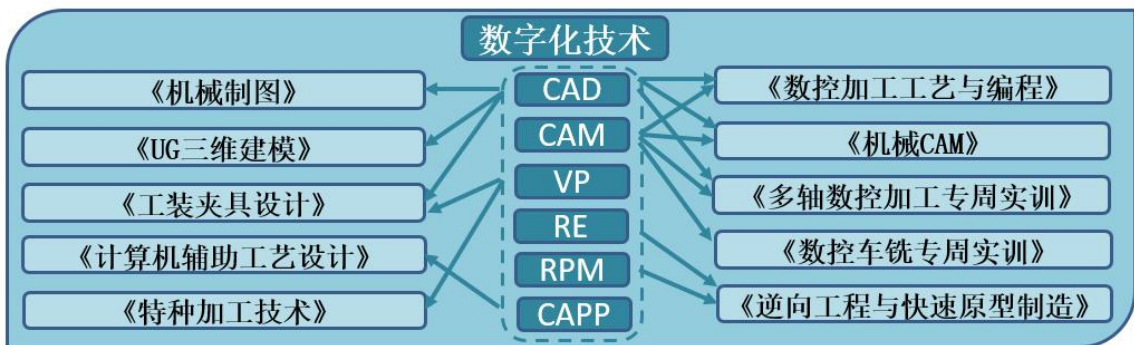 数字化技术
《机械制图》
《UG三维建模》
《工装夹具设计》
《计算机辅助工艺设计》
《特种加工技术》
CAD
CAM
VP
RE
RPM
CAPP
《数控加工工艺与编程》
《机械CAM》
《多轴数控加工专周实训》
《数控车铣专周实训》
《逆向工程与快速原型制造》